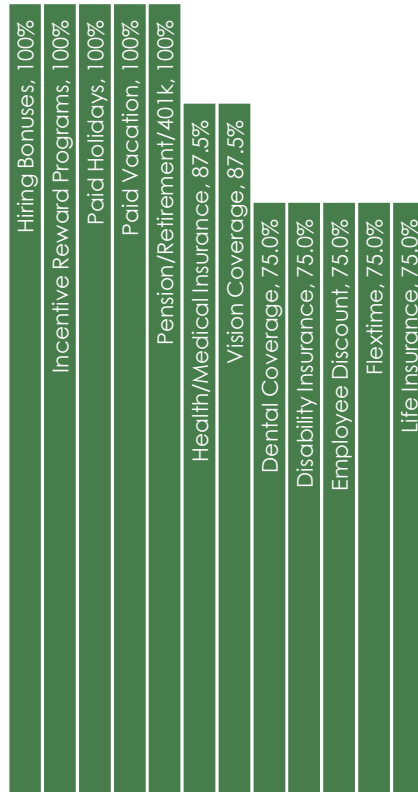 Hiring Bonuses, 100%
Incentive Reward Programs, 100%
Paid Holidays, 100%
Paid Vacation, 100%
Pension/Retirement/401k, 100%
Health/Medical Insurance, 87.5%
Vision Coverage, 87.5%
Dental Coverage, 75.0%
Disability Insurance, 75.0%
Employee Discount, 75.0%
Flextime, 75.0%
Life Insurance, 75.0%